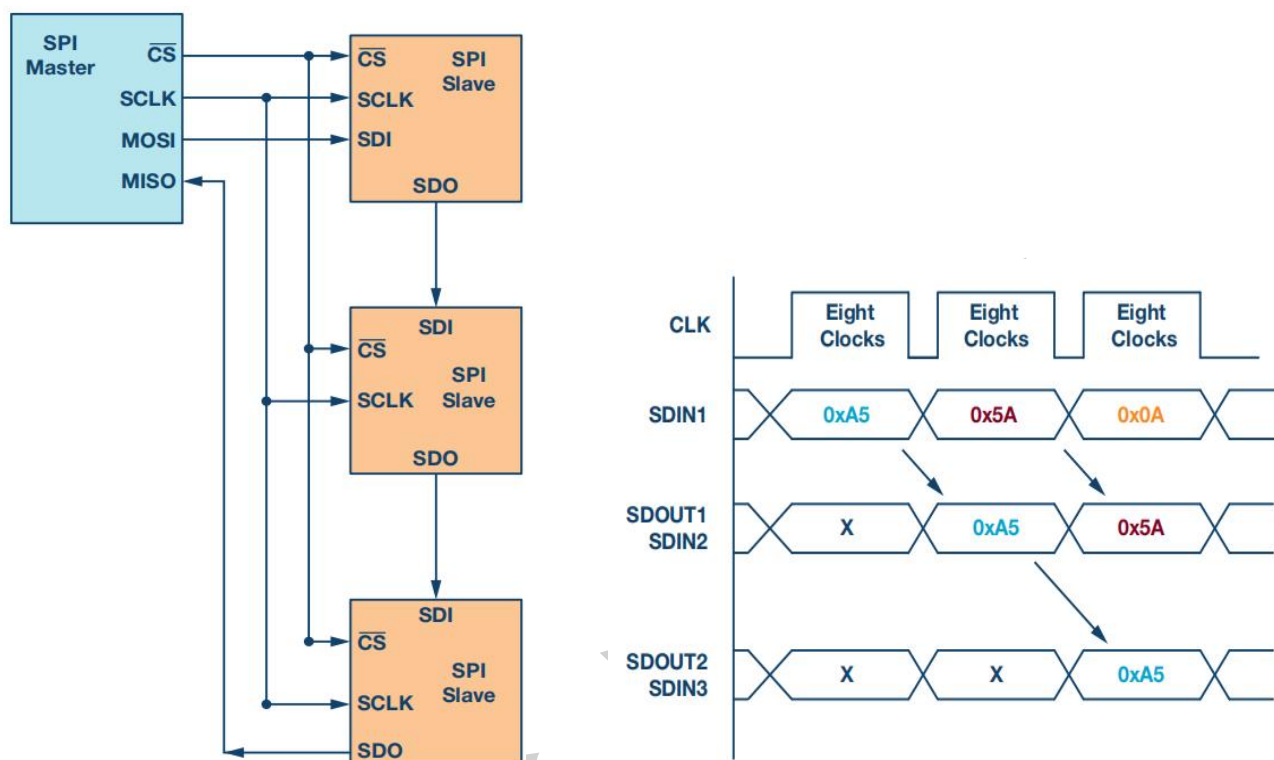 SPI
Master
CS
SCLK
MOSI
MISO
CS
SPI
Slave
SCLK
SDI
SDO
SDI
CS
SPI
Slave
SCLK
SDO
SDI
CS
SPI
Slave
SCLK
SDO
CLK
Eight
Clocks
Eight
Clocks
Eight
Clocks
SDIN1
0xA5
0x5A
0x0A
SDOUT1
SDIN2
X
0xA5
0x5A
SDOUT2
SDIN3
X
X
0xA5